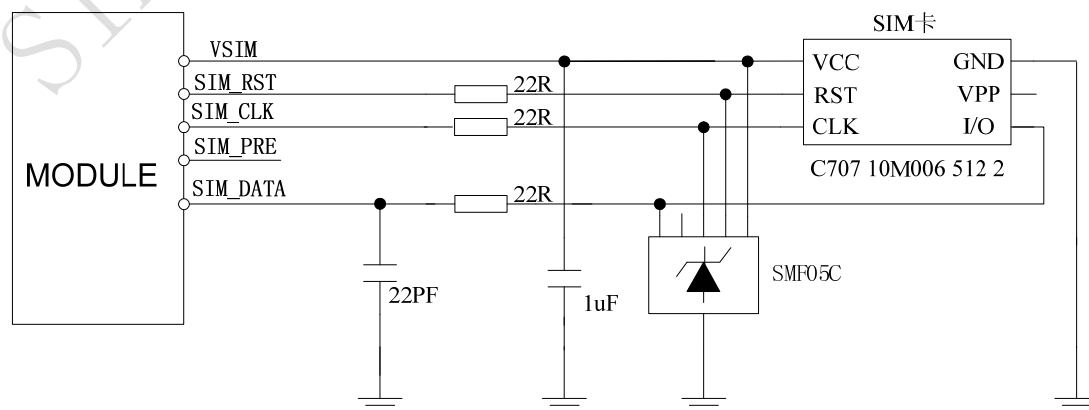 SIM卡
VSIM
VCC
GND
SIM_RST
22R
RST
VPP
SIM_CLK
22R
CLK
I/O
SIM_PRE
MODULE
C707 10M006 512 2
SIM_DATA
22R
SMF05C
22PF
1uF